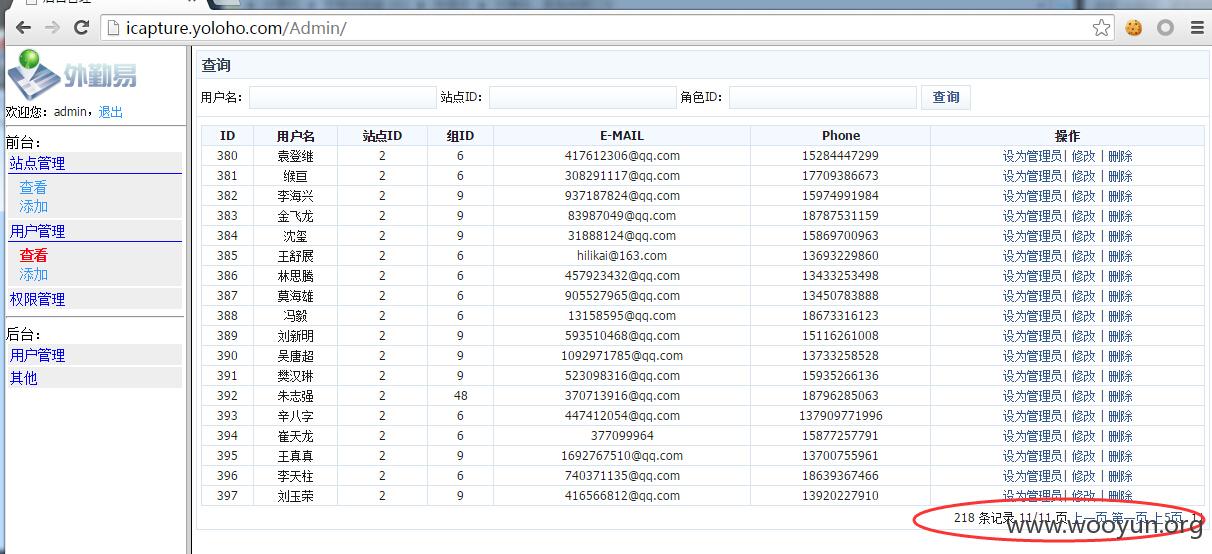 icapture.yoloho.com/Admin/
外勤易
欢迎您：admin，退出
前台：
站点管理
查看
添加
用户管理
查看
添加
权限管理
后台：
用户管理
其他
查询
用户名： 站点ID： 角色ID： 查询
ID 用户名 站点ID 组ID E-MAIL Phone 操作
380 袁登继 2 6 417612306@qq.com 15284447299 设为管理员| 修改 | 删除
381 缑亘 2 6 308291117@qq.com 17709386673 设为管理员| 修改 | 删除
382 李海兴 2 9 937187824@qq.com 15974991984 设为管理员| 修改 | 删除
383 金飞龙 2 9 83987049@qq.com 18787531159 设为管理员| 修改 | 删除
384 沈玺 2 9 31888124@qq.com 15869700963 设为管理员| 修改 | 删除
385 王舒展 2 6 hilikai@163.com 13693229860 设为管理员| 修改 | 删除
386 林思腾 2 6 457923432@qq.com 13433253498 设为管理员| 修改 | 删除
387 莫海雄 2 6 905527965@qq.com 13450783888 设为管理员| 修改 | 删除
388 冯毅 2 6 13158595@qq.com 18673316123 设为管理员| 修改 | 删除
389 刘新明 2 9 593510468@qq.com 15116261008 设为管理员| 修改 | 删除
390 吴唐超 2 9 1092971785@qq.com 13733258528 设为管理员| 修改 | 删除
391 樊汉琳 2 9 523098316@qq.com 15935266136 设为管理员| 修改 | 删除
392 朱志强 2 48 370713916@qq.com 18796285063 设为管理员| 修改 | 删除
393 辛八字 2 6 447412054@qq.com 137909771996 设为管理员| 修改 | 删除
394 崔天龙 2 6 377099964 15877257791 设为管理员| 修改 | 删除
395 王真真 2 9 1692767510@qq.com 13700755961 设为管理员| 修改 | 删除
396 李天柱 2 6 740371135@qq.com 18639367466 设为管理员| 修改 | 删除
397 刘玉荣 2 9 416566812@qq.com 13920227910 设为管理员| 修改 | 删除
218 条记录 11/11 页 上一页 第一页 上5页
www.wooyun.org